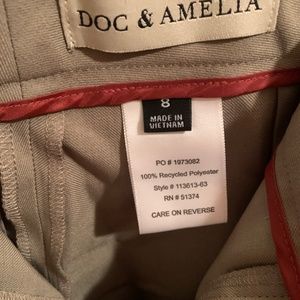 DOC & AMELIA
8
MADE IN
VIETNAM
PO # 1973082
100% Recycled Polyester
Style # 113613-63
RN # 51374
CARE ON REVERSE